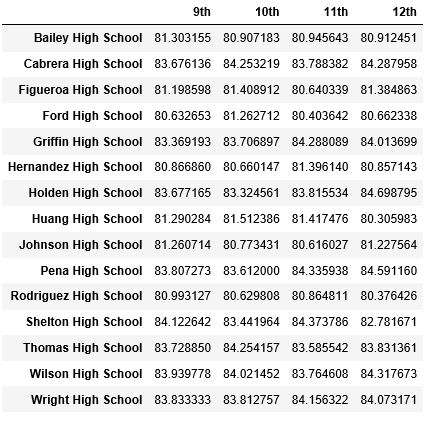 9th 10th 11th 12th
Bailey High School 81.303155 80.907183 80.945643 80.912451
Cabrera High School 83.676136 84.253219 83.788382 84.287958
Figueroa High School 81.198598 81.408912 80.640339 81.384863
Ford High School 80.632653 81.262712 80.403642 80.662338
Griffin High School 83.369193 83.706897 84.288089 84.013699
Hernandez High School 80.866860 80.660147 81.396140 80.857143
Holden High School 83.677165 83.324561 83.815534 84.698795
Huang High School 81.290284 81.512386 81.417476 80.305983
Johnson High School 81.260714 80.773431 80.616027 81.227564
Pena High School 83.807273 83.612000 84.335938 84.591160
Rodriguez High School 80.993127 80.629808 80.864811 80.376426
Shelton High School 84.122642 83.441964 84.373786 82.781671
Thomas High School 83.728850 84.254157 83.585542 83.831361
Wilson High School 83.939778 84.021452 83.764608 84.317673
Wright High School 83.833333 83.812757 84.156322 84.073171